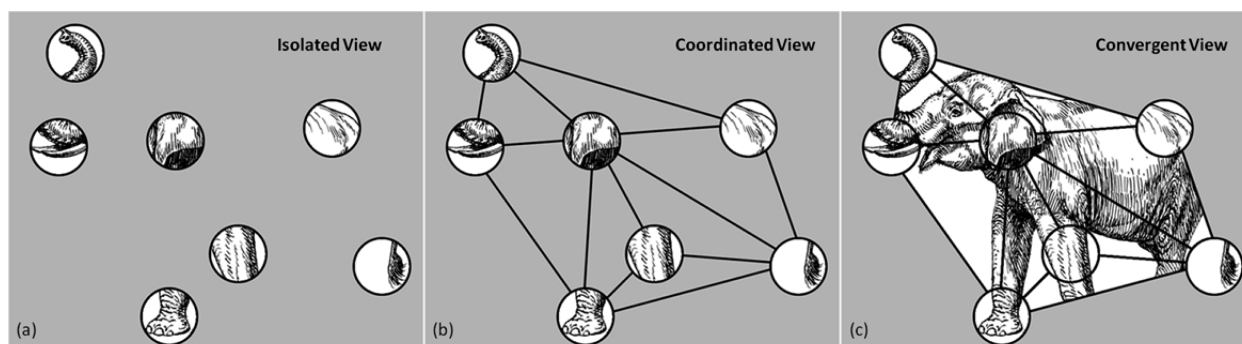 Isolated View
(a)
Coordinated View
(b)
Convergent View
(c)